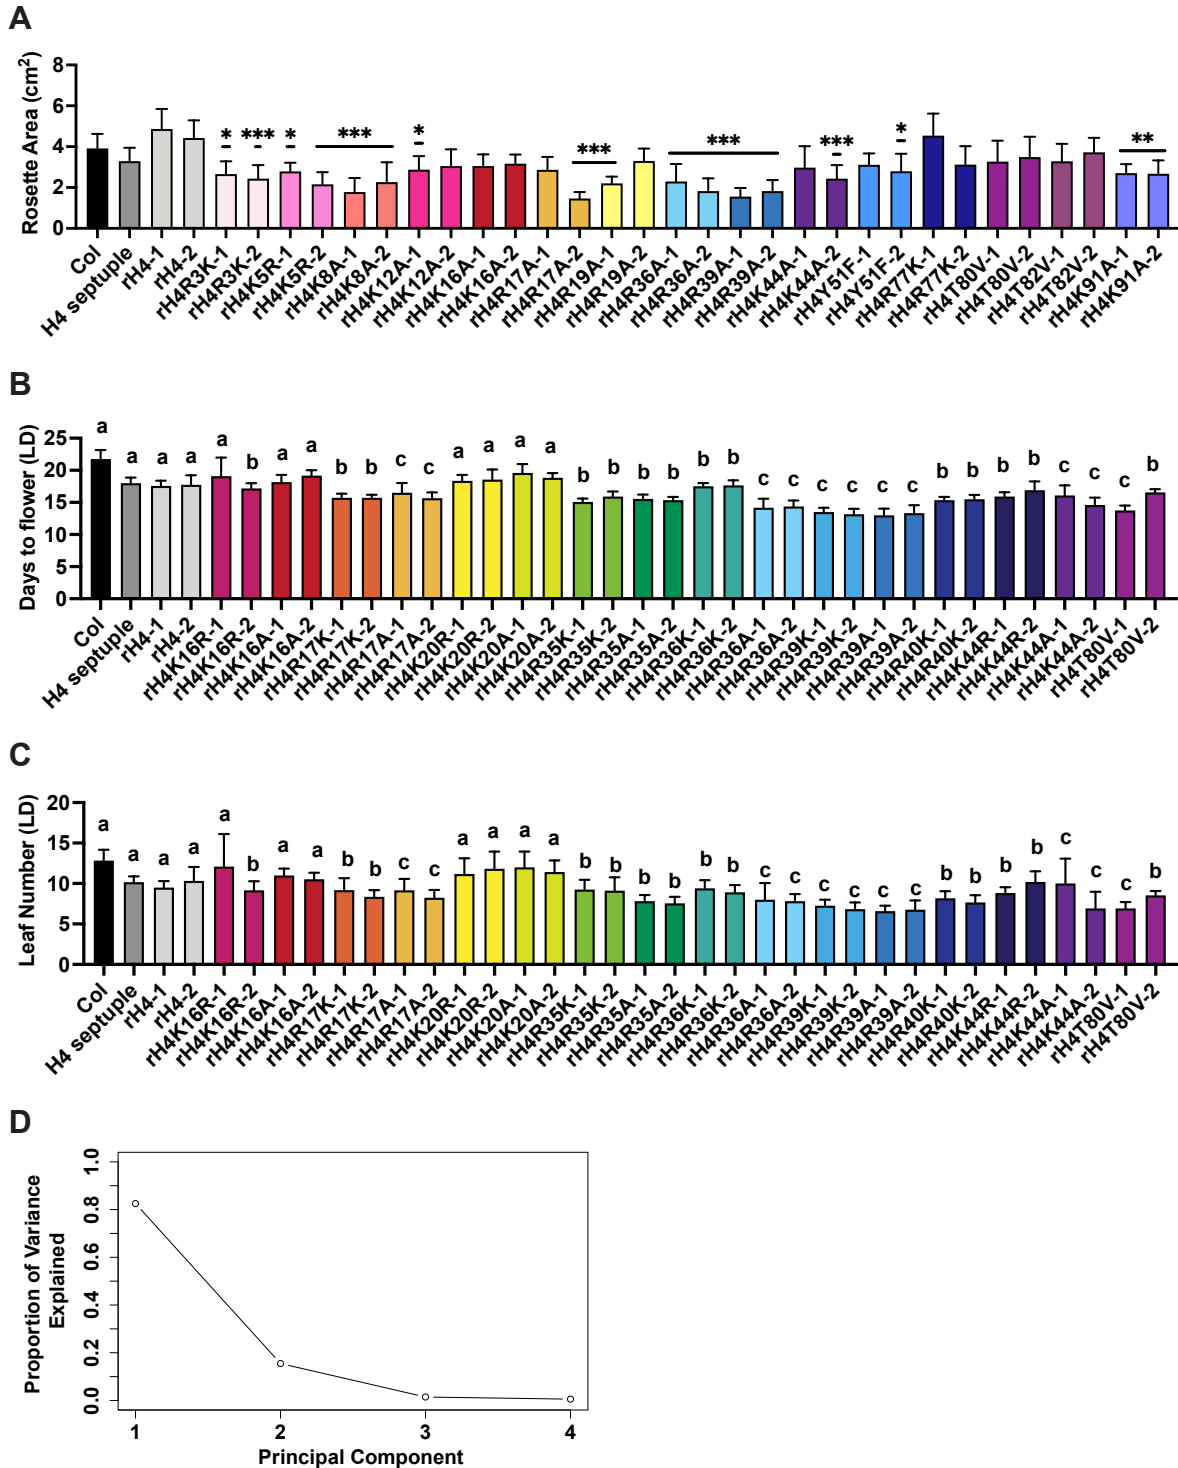 A
Rosette Area (cm2)
8
6
4
2
0
* *** * *** * *** *** *** * **
Col
H4 septuple
rH4-1
rH4-2
rH4R3K-1
rH4R3K-2
rH4K5R-1
rH4K5R-2
rH4K8A-1
rH4K8A-2
rH4K12A-1
rH4K12A-2
rH4K16A-1
rH4K16A-2
rH4R17A-1
rH4R17A-2
rH4R19A-1
rH4R19A-2
rH4R36A-1
rH4R36A-2
rH4R39A-1
rH4R39A-2
rH4K44A-1
rH4K44A-2
rH4Y51F-1
rH4Y51F-2
rH4R77K-1
rH4R77K-2
rH4T80V-1
rH4T80V-2
rH4T82V-1
rH4T82V-2
rH4K91A-1
rH4K91A-2
B
Days to flower (LD)
25
20
15
10
5
0
a a a a a b a a b b c c a a a a b b b b b b c c c c c c b b b b c c c b
Col
H4 septuple
rH4-1
rH4-2
rH4K16R-1
rH4K16R-2
rH4K16A-1
rH4K16A-2
rH4R17K-1
rH4R17K-2
rH4R17A-1
rH4R17A-2
rH4K20R-1
rH4K20R-2
rH4K20A-1
rH4K20A-2
rH4R35K-1
rH4R35K-2
rH4R35A-1
rH4R35A-2
rH4R36K-1
rH4R36K-2
rH4R36A-1
rH4R36A-2
rH4R39K-1
rH4R39K-2
rH4R39A-1
rH4R39A-2
rH4R40K-1
rH4R40K-2
rH4K44R-1
rH4K44R-2
rH4K44A-1
rH4K44A-2
rH4T80V-1
rH4T80V-2
C
Leaf Number (LD)
20
15
10
5
0
a a a a a b a a b b c c a a a a b b b b b b c c c c c c b b b b c c c b
Col
H4 septuple
rH4-1
rH4-2
rH4K16R-1
rH4K16R-2
rH4K16A-1
rH4K16A-2
rH4R17K-1
rH4R17K-2
rH4R17A-1
rH4R17A-2
rH4K20R-1
rH4K20R-2
rH4K20A-1
rH4K20A-2
rH4R35K-1
rH4R35K-2
rH4R35A-1
rH4R35A-2
rH4R36K-1
rH4R36K-2
rH4R36A-1
rH4R36A-2
rH4R39K-1
rH4R39K-2
rH4R39A-1
rH4R39A-2
rH4R40K-1
rH4R40K-2
rH4K44R-1
rH4K44R-2
rH4K44A-1
rH4K44A-2
rH4T80V-1
rH4T80V-2
D
Proportion of Variance
Explained
1.0
0.8
0.6
0.4
0.2
0.0
1 2 3 4
Principal Component